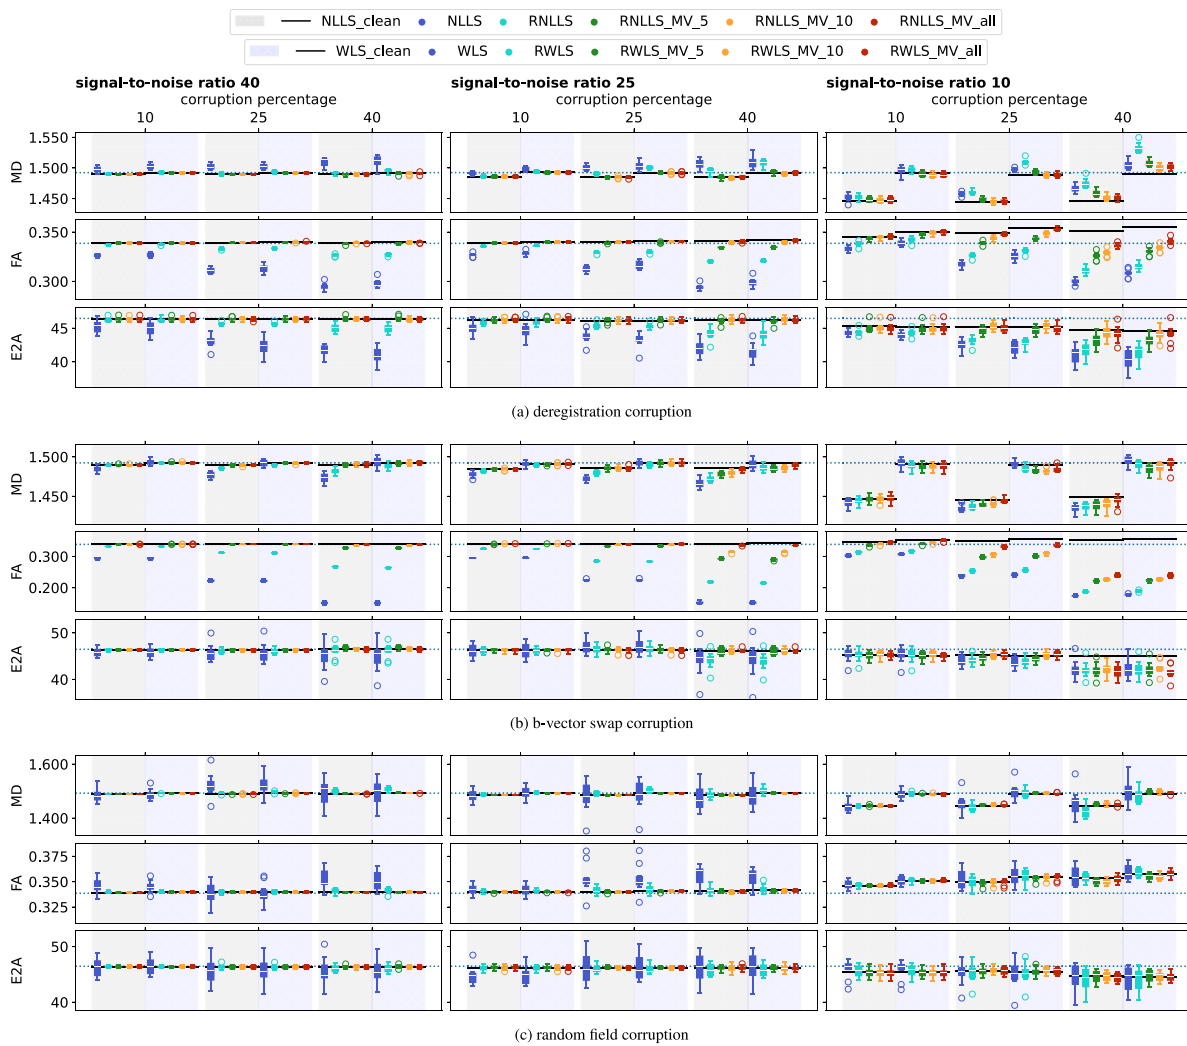 NLLS_clean NLLS RNLLS RNLLS_MV_5 RNLLS_MV_10 RNLLS_MV_all
WLS_clean WLS RWLS RWLS_MV_5 RWLS_MV_10 RWLS_MV_all
signal-to-noise ratio 40 signal-to-noise ratio 25 signal-to-noise ratio 10
corruption percentage corruption percentage corruption percentage
10 25 40 10 25 40 10 25 40
1.550
MD 1.500
1.450
0.350
FA
0.300
45
E2A
40
(a) deregistration corruption
1.500
MD
1.450
FA 0.300
0.200
50
E2A
40
(b) b-vector swap corruption
1.600
MD
1.400
0.375
FA 0.350
0.325
50
E2A
40
(c) random field corruption